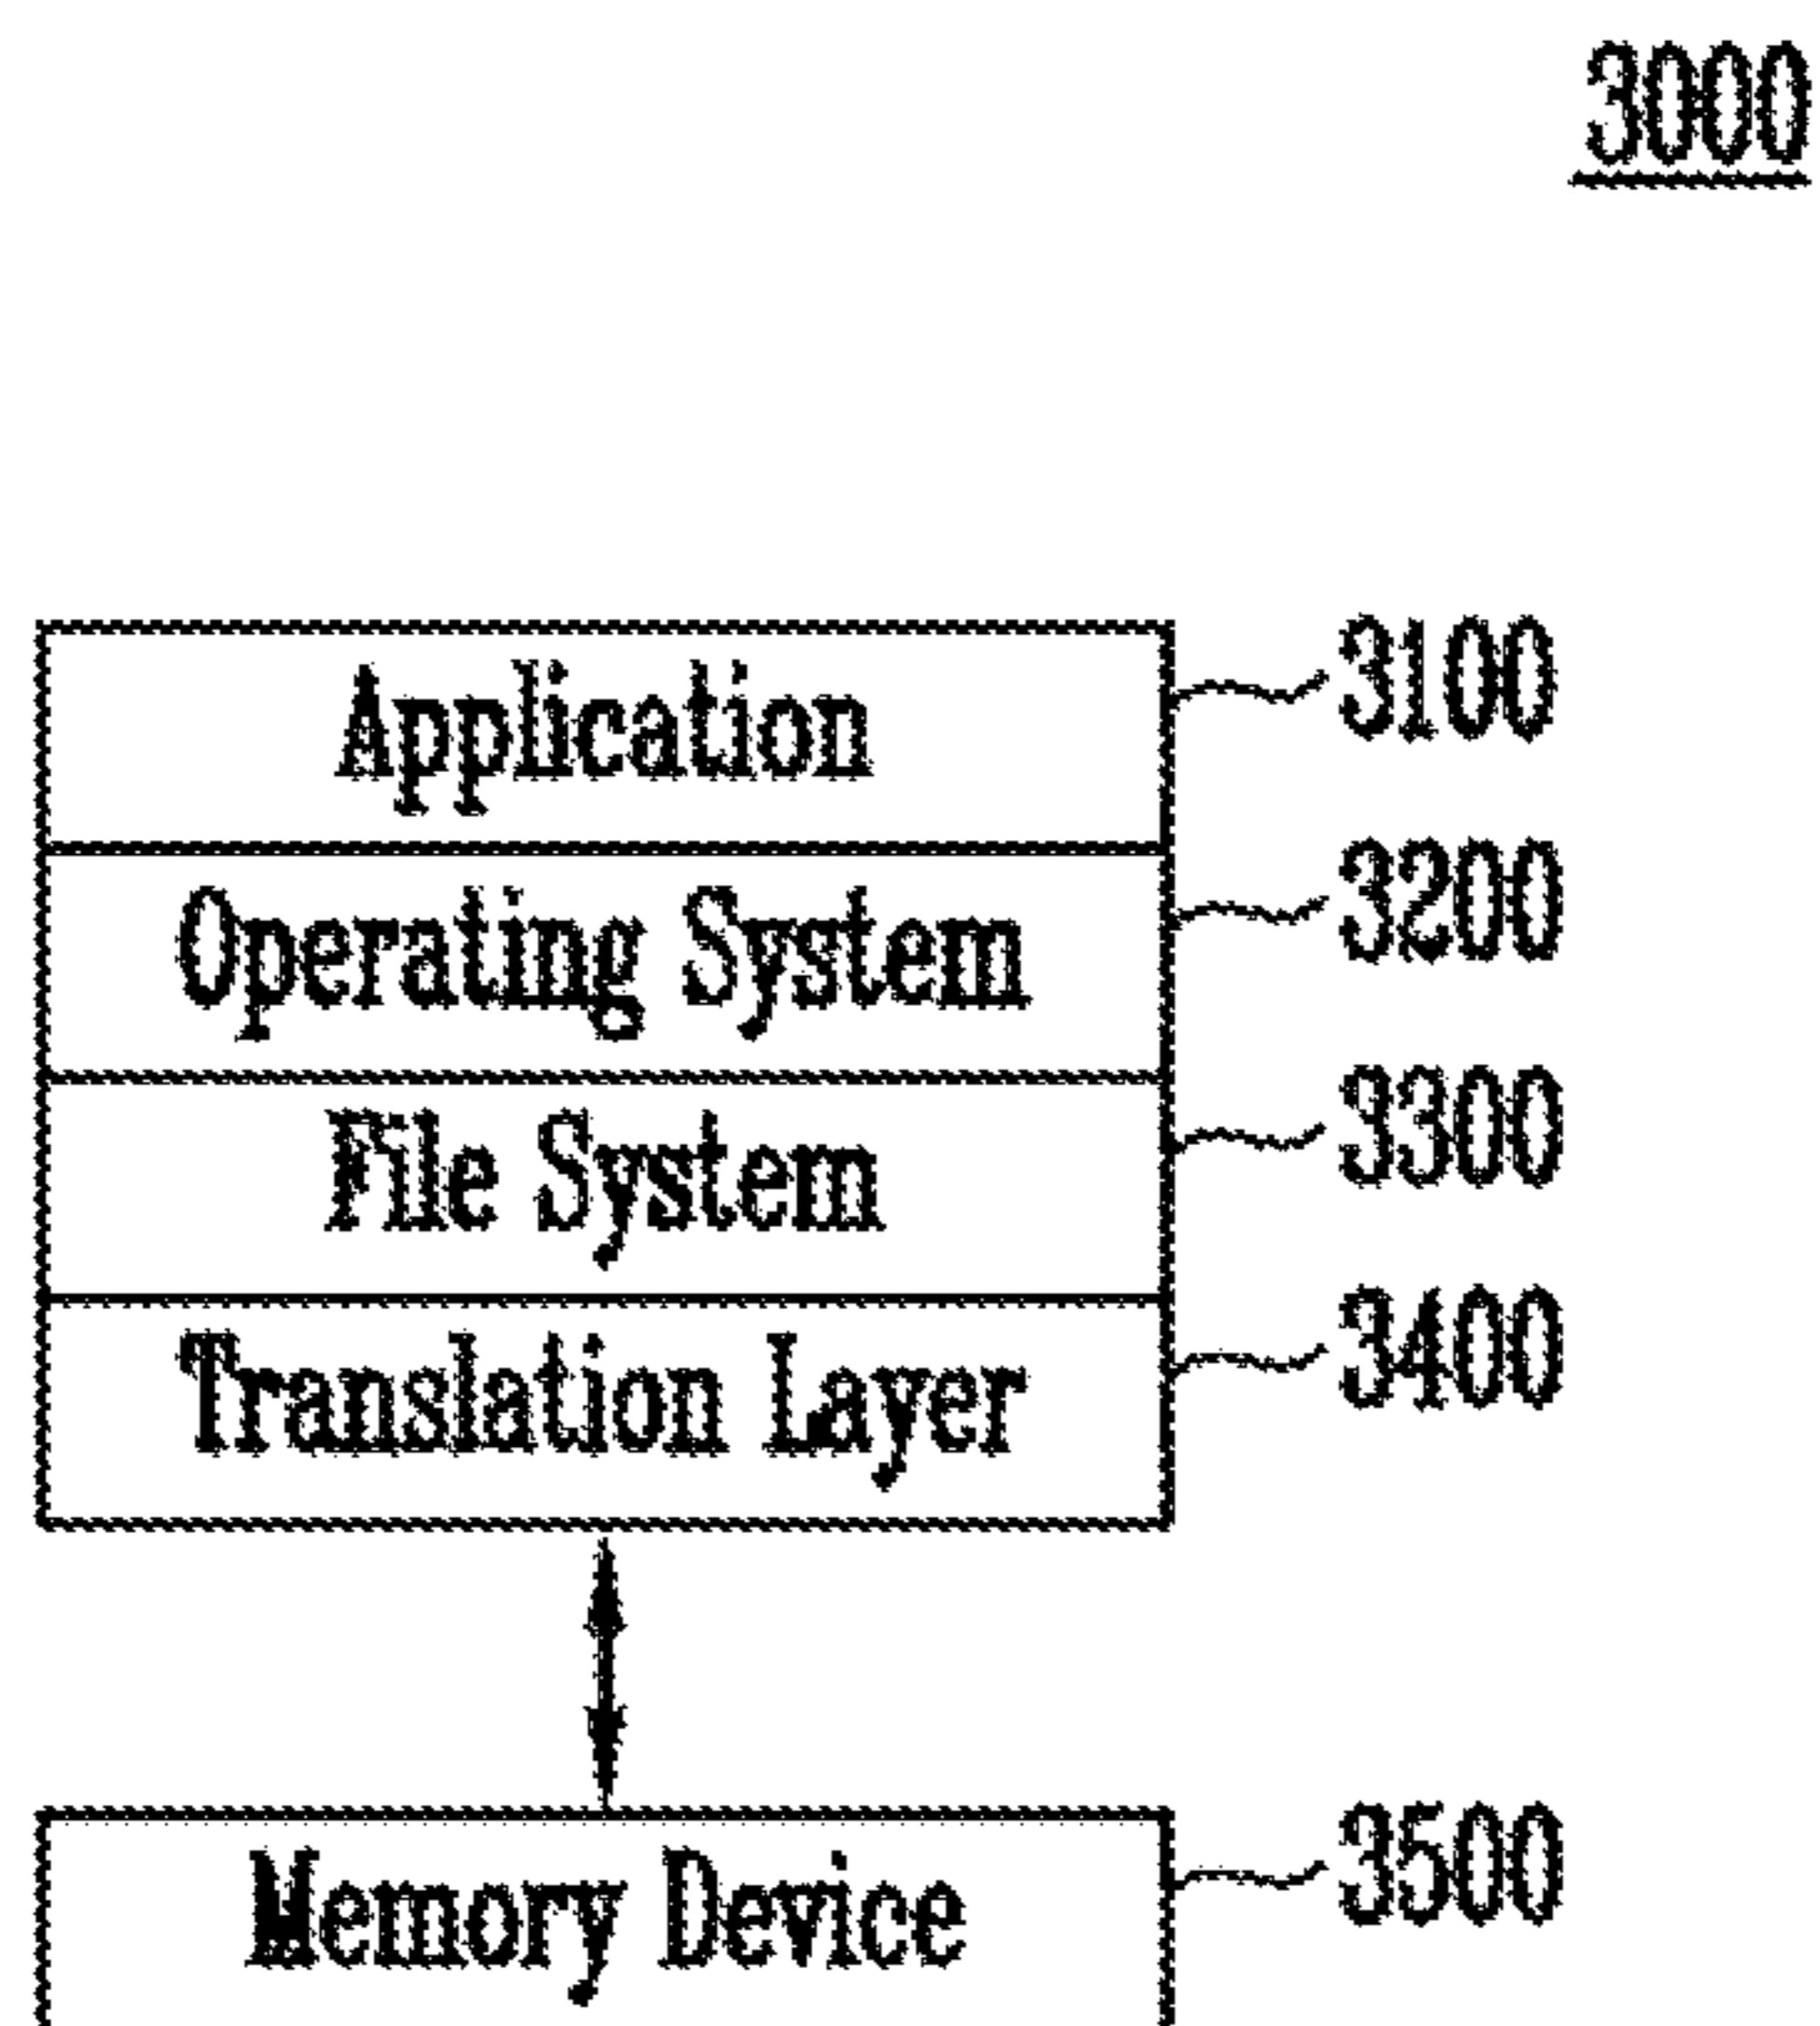 3000
Application 3100
Operating System 3200
File System 3300
Translation Layer 3400
Memory Device 3500